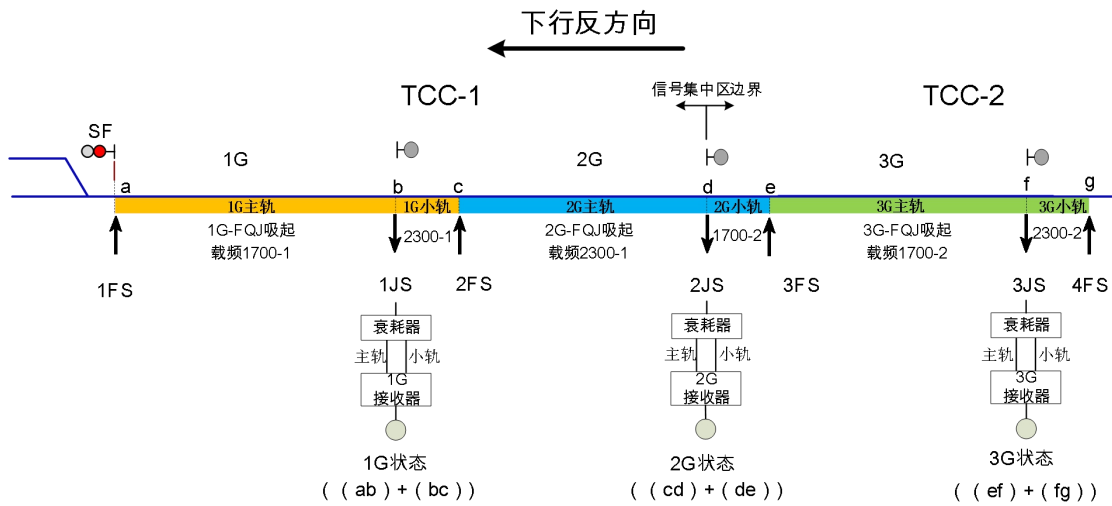 下行反方向
TCC-1
信号集中区边界
TCC-2
SF
1G
2G
3G
a
b
c
d
e
f
g
1G主轨
1G小轨
2G主轨
2G小轨
3G主轨
3G小轨
1G-FQJ吸起
载频1700-1
2300-1
2G-FQJ吸起
载频2300-1
1700-2
3G-FQJ吸起
载频1700-2
2300-2
1FS
1JS
2FS
2JS
3FS
3JS
4FS
衰耗器
衰耗器
衰耗器
主轨
小轨
主轨
小轨
主轨
小轨
1G
接收器
2G
接收器
3G
接收器
1G状态
((ab)+(bc))
2G状态
((cd)+(de))
3G状态
((ef)+(fg))